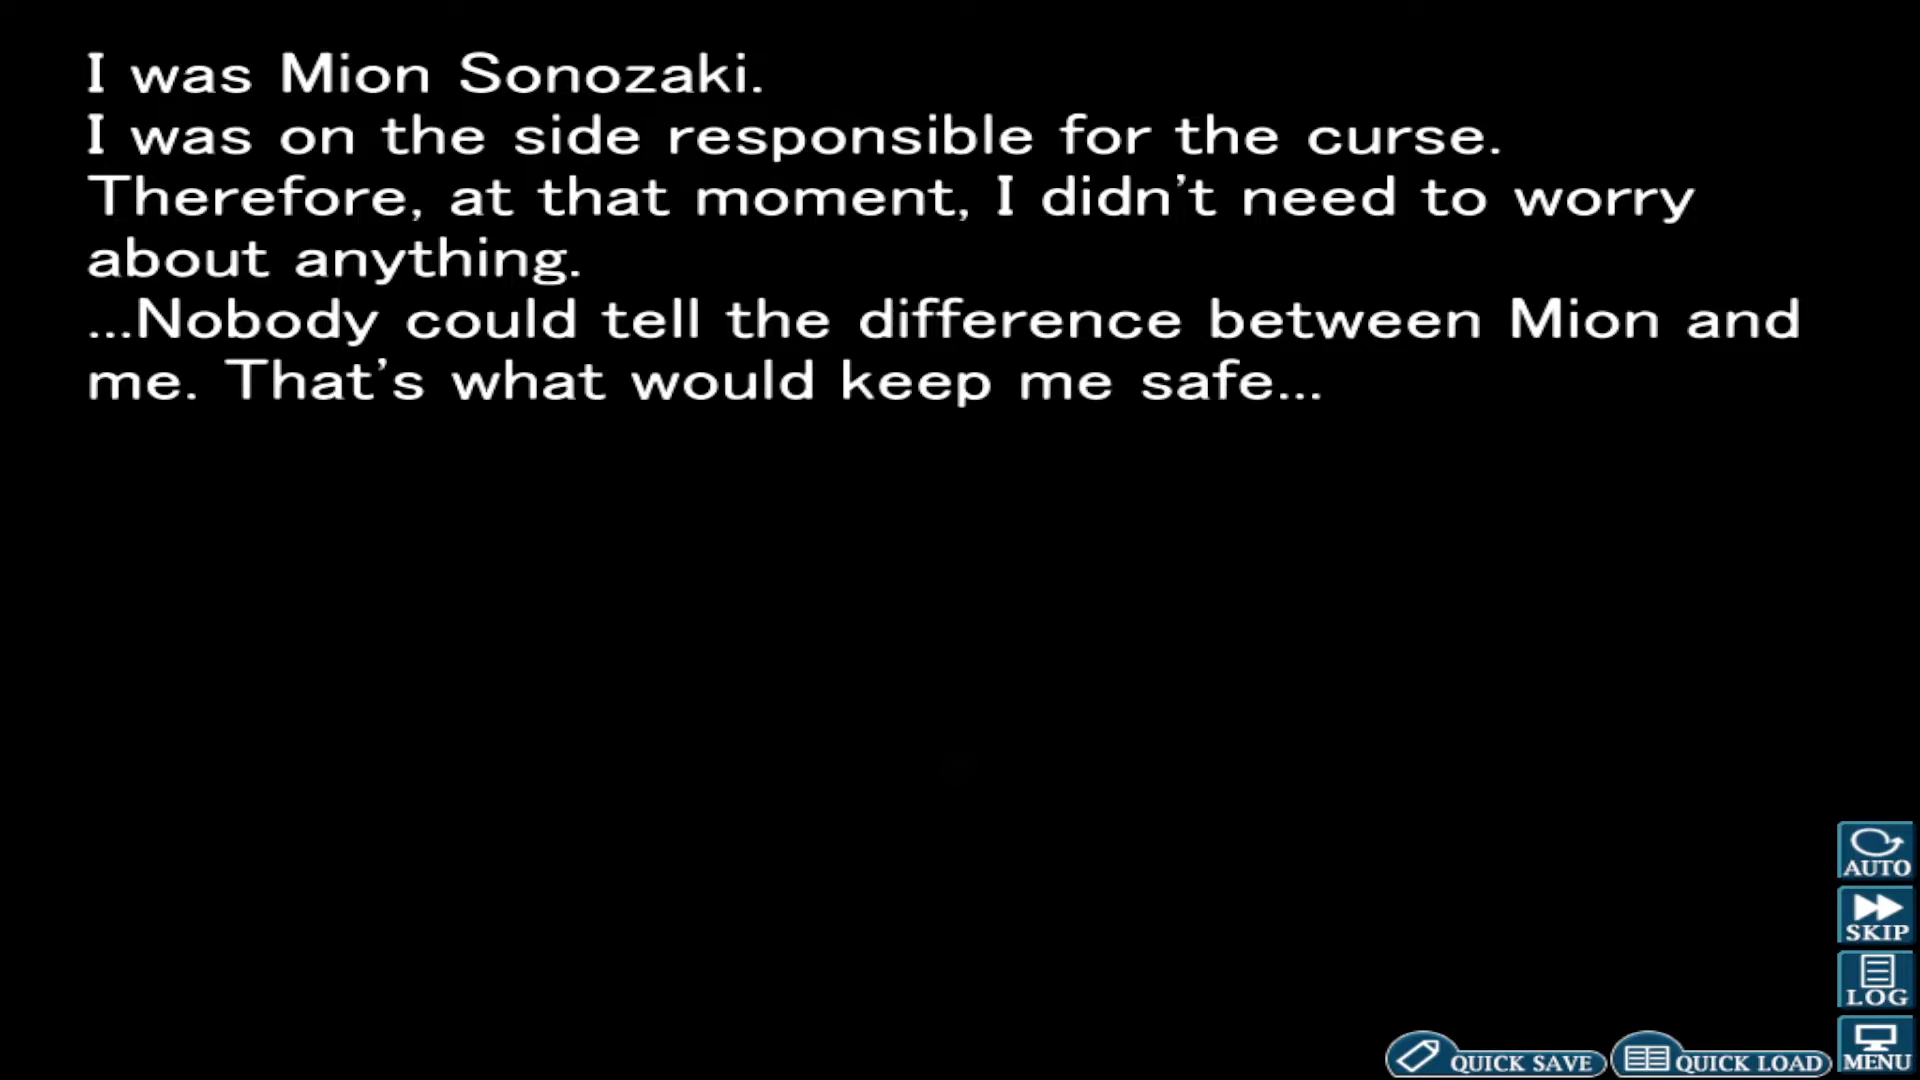 I was Mion Sonozaki.
I was on the side responsible for the curse.
Therefore, at that moment, I didn't need to worry
about anything.
...Nobody could tell the difference between Mion and
me. That's what would keep me safe...
AUTO
SKIP
LOG
MENU
QUICK SAVE
QUICK LOAD